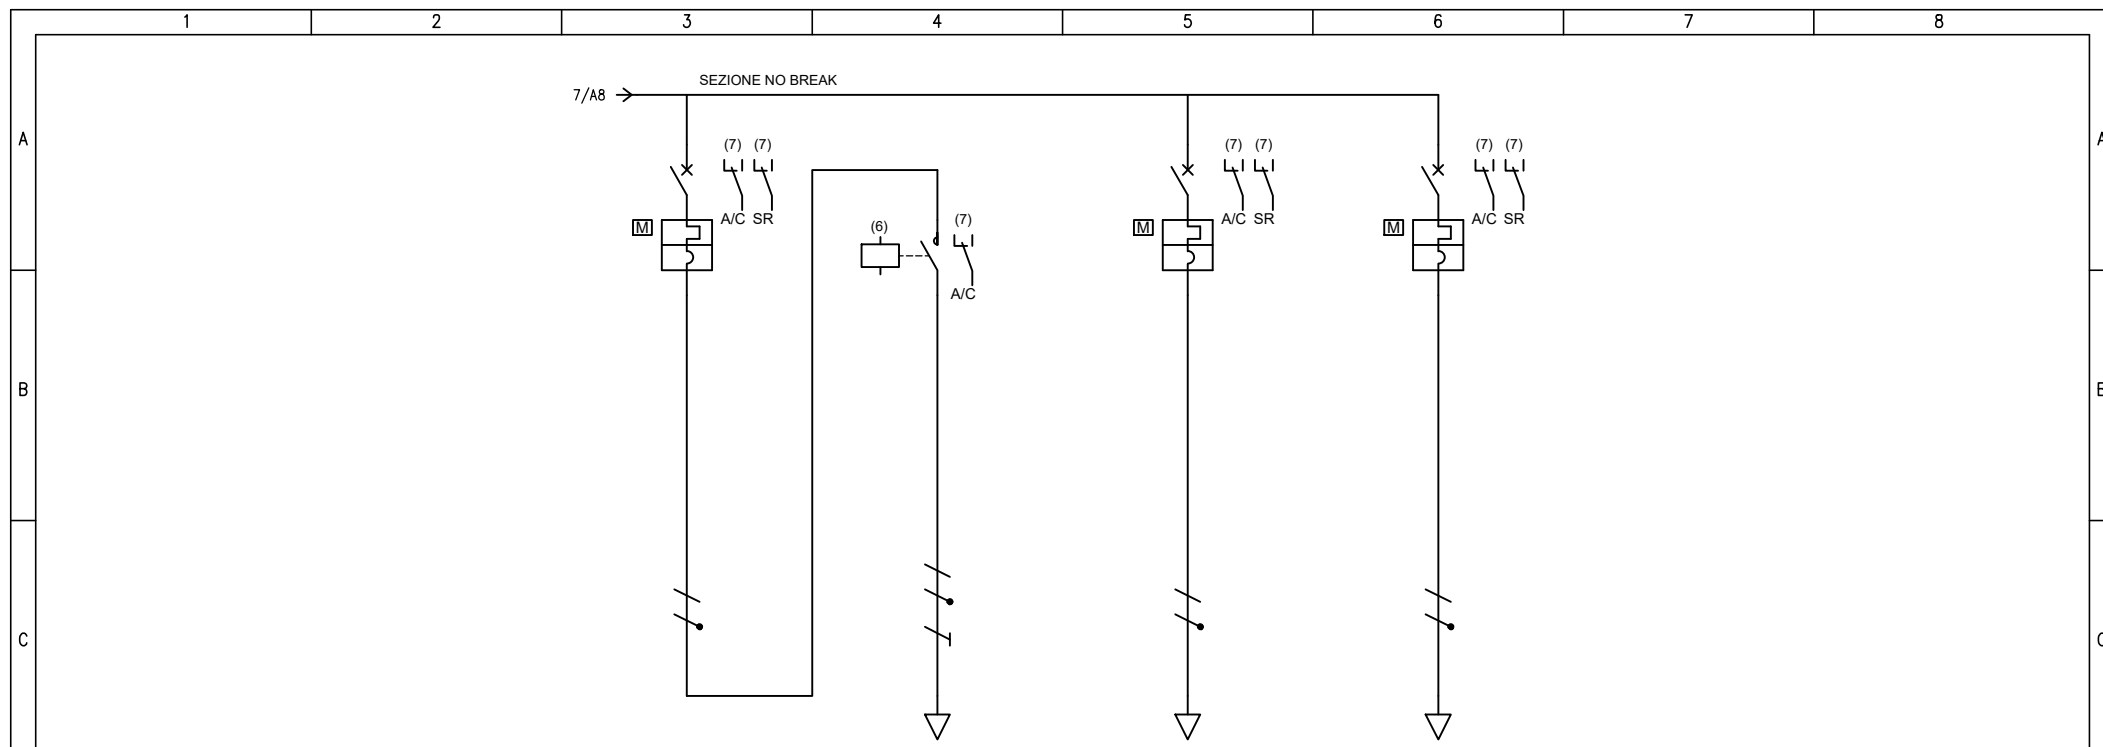 1 2 3 4 5 6 7 8
SEZIONE NO BREAK
7/A8
A A
(7) (7) (7) (7) (7) (7)
A/C SR A/C SR A/C SR
M (6) (7) M M
A/C
B
C